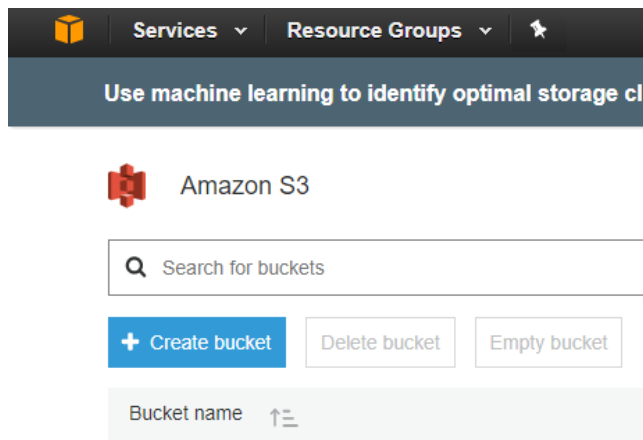 Services Resource Groups
Use machine learning to identify optimal storage cl
Amazon S3
Search for buckets
Create bucket Delete bucket Empty bucket
Bucket name